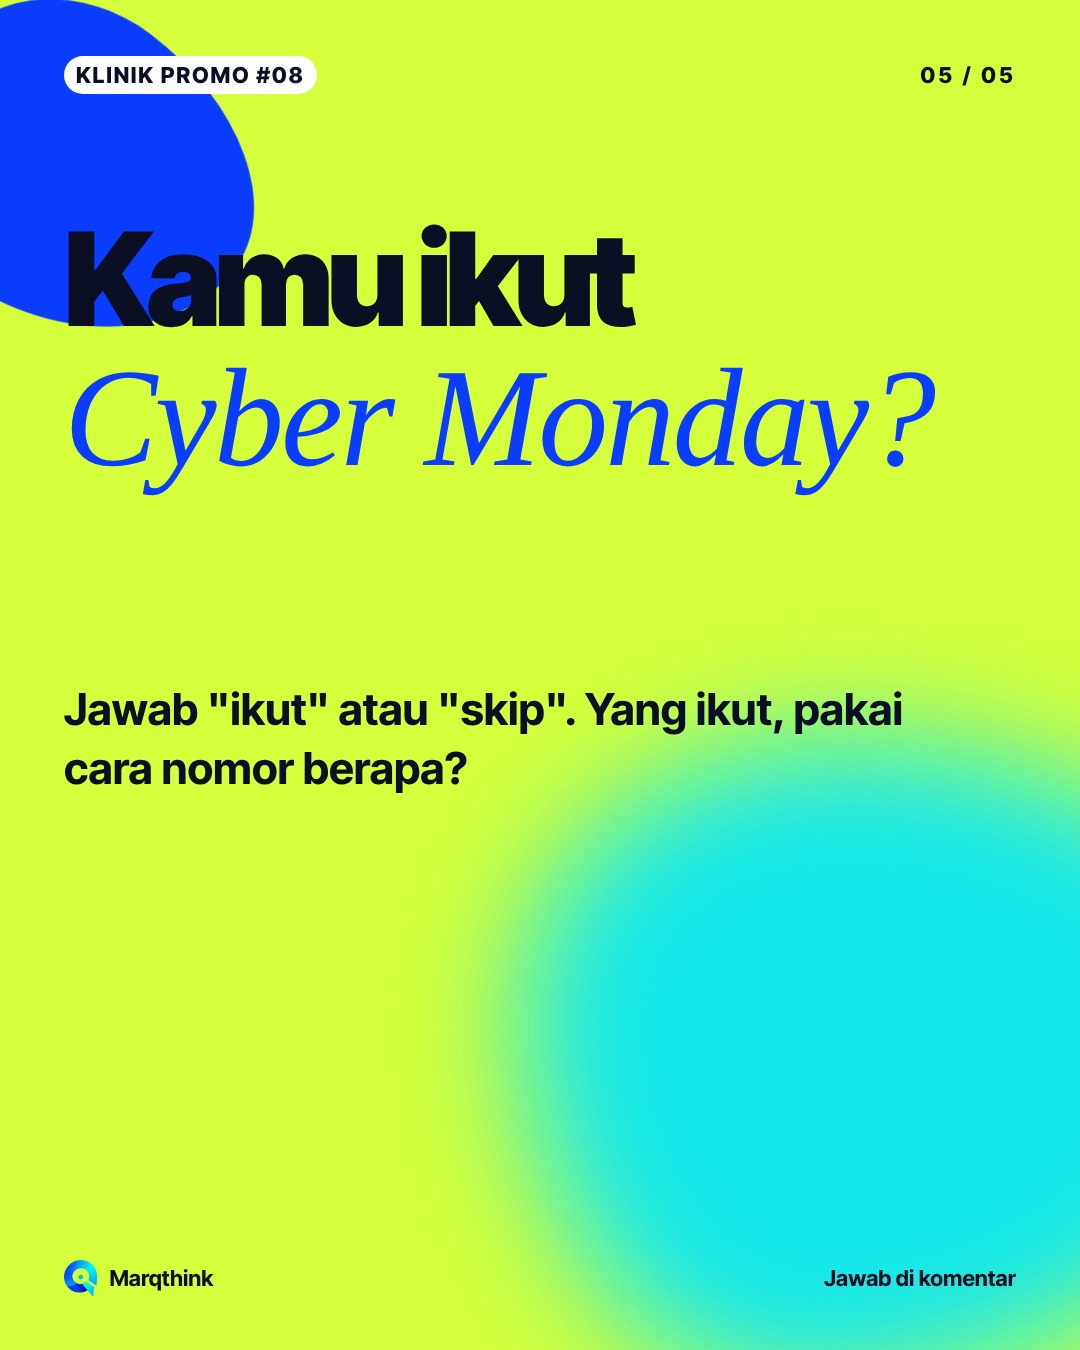 KLINIK PROMO #08
05 / 05
Kamu ikut
Cyber Monday?
Jawab "ikut" atau "skip". Yang ikut, pakai
cara nomor berapa?
Marqthink
Jawab di komentar